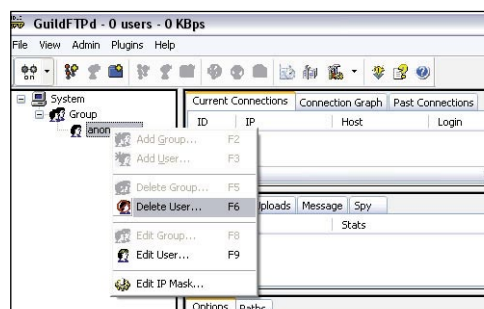 GuildFTPd - 0 users - 0 KBps
File View Admin Plugins Help
on
System
Group
anon
Current Connections Connection Graph Past Connections
ID IP Host Login
Add Group... F2
Add User... F3
Delete Group... F5
Delete User... F6
Edit Group... F8
Edit User... F9
Edit IP Mask...
ploads Message Spy
Stats
Options Paths